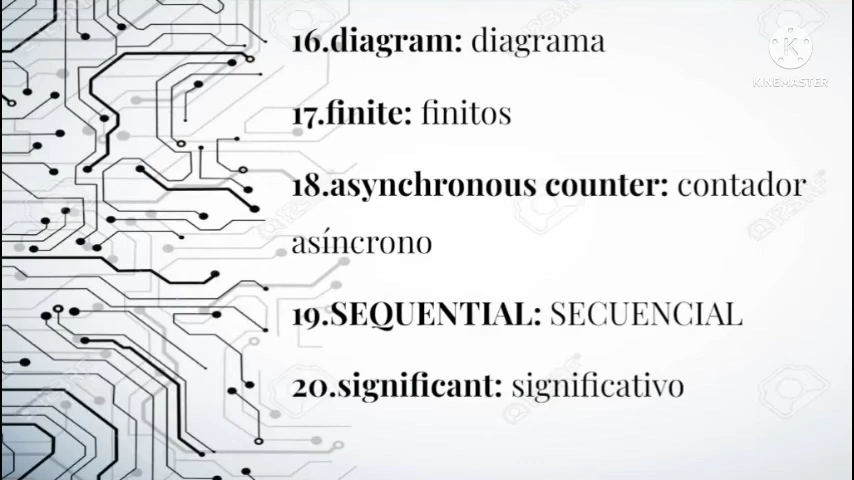 16.diagram: diagrama
KINEMASTER
17.finite: finitos
18.asynchronous counter: contador
asíncrono
19.SEQUENTIAL: SECUENCIAL
20.significant: significativo